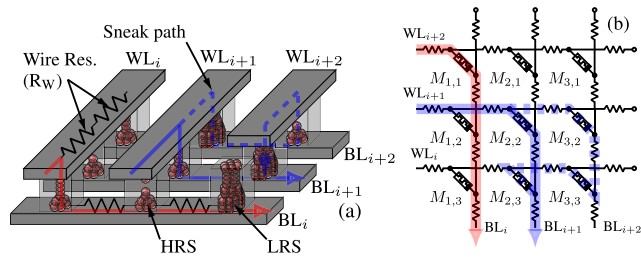 Sneak path
Wire Res.
(R_W)
WL_i
WL_{i+1}
WL_{i+2}
BL_{i+2}
BL_{i+1}
BL_i
(a)
HRS
LRS
(b)
WL_{i+2}
M_{1,1}
M_{2,1}
M_{3,1}
WL_{i+1}
M_{1,2}
M_{2,2}
M_{3,2}
WL_i
M_{1,3}
M_{2,3}
M_{3,3}
BL_i
BL_{i+1}
BL_{i+2}